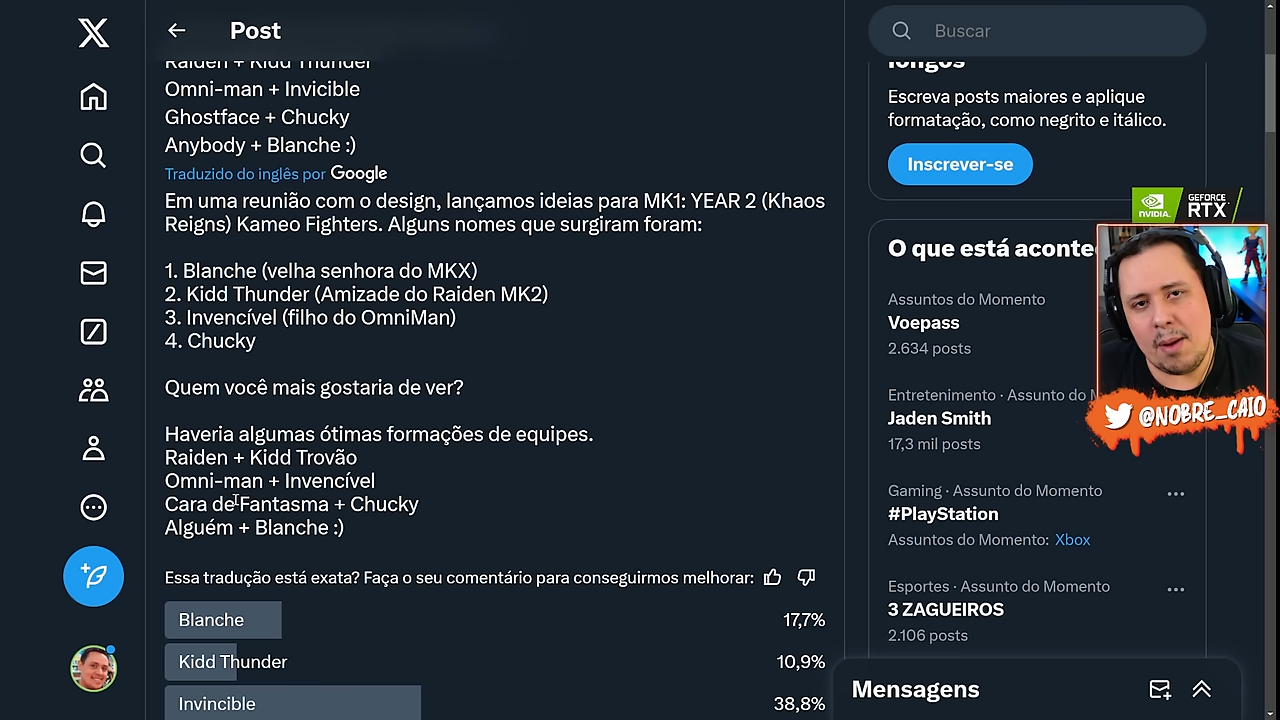 Post
Raiden + Kidd Thunder
Omni-man + Invicible
Ghostface + Chucky
Anybody + Blanche :)
Traduzido do inglês por Google
Em uma reunião com o design, lançamos ideias para MK1: YEAR 2 (Khaos
Reigns) Kameo Fighters. Alguns nomes que surgiram foram:
1. Blanche (velha senhora do MKX)
2. Kidd Thunder (Amizade do Raiden MK2)
3. Invencível (filho do OmniMan)
4. Chucky
Quem você mais gostaria de ver?
Haveria algumas ótimas formações de equipes.
Raiden + Kidd Trovão
Omni-man + Invencível
Cara de Fantasma + Chucky
Alguém + Blanche :)
Essa tradução está exata? Faça o seu comentário para conseguirmos melhorar:
Blanche 17,7%
Kidd Thunder 10,9%
Invincible 38,8%
Buscar
longos
Escreva posts maiores e aplique
formatação, como negrito e itálico.
Inscrever-se
NVIDIA.
GEFORCE
RTX
O que está aconte
Assuntos do Momento
Voepass
2.634 posts
Entretenimento · Assunto do M
Jaden Smith
17,3 mil posts
@NOBRE_CAIO
Gaming · Assunto do Momento
#PlayStation
Assuntos do Momento: Xbox
Esportes · Assunto do Momento
3 ZAGUEIROS
2.106 posts
Mensagens